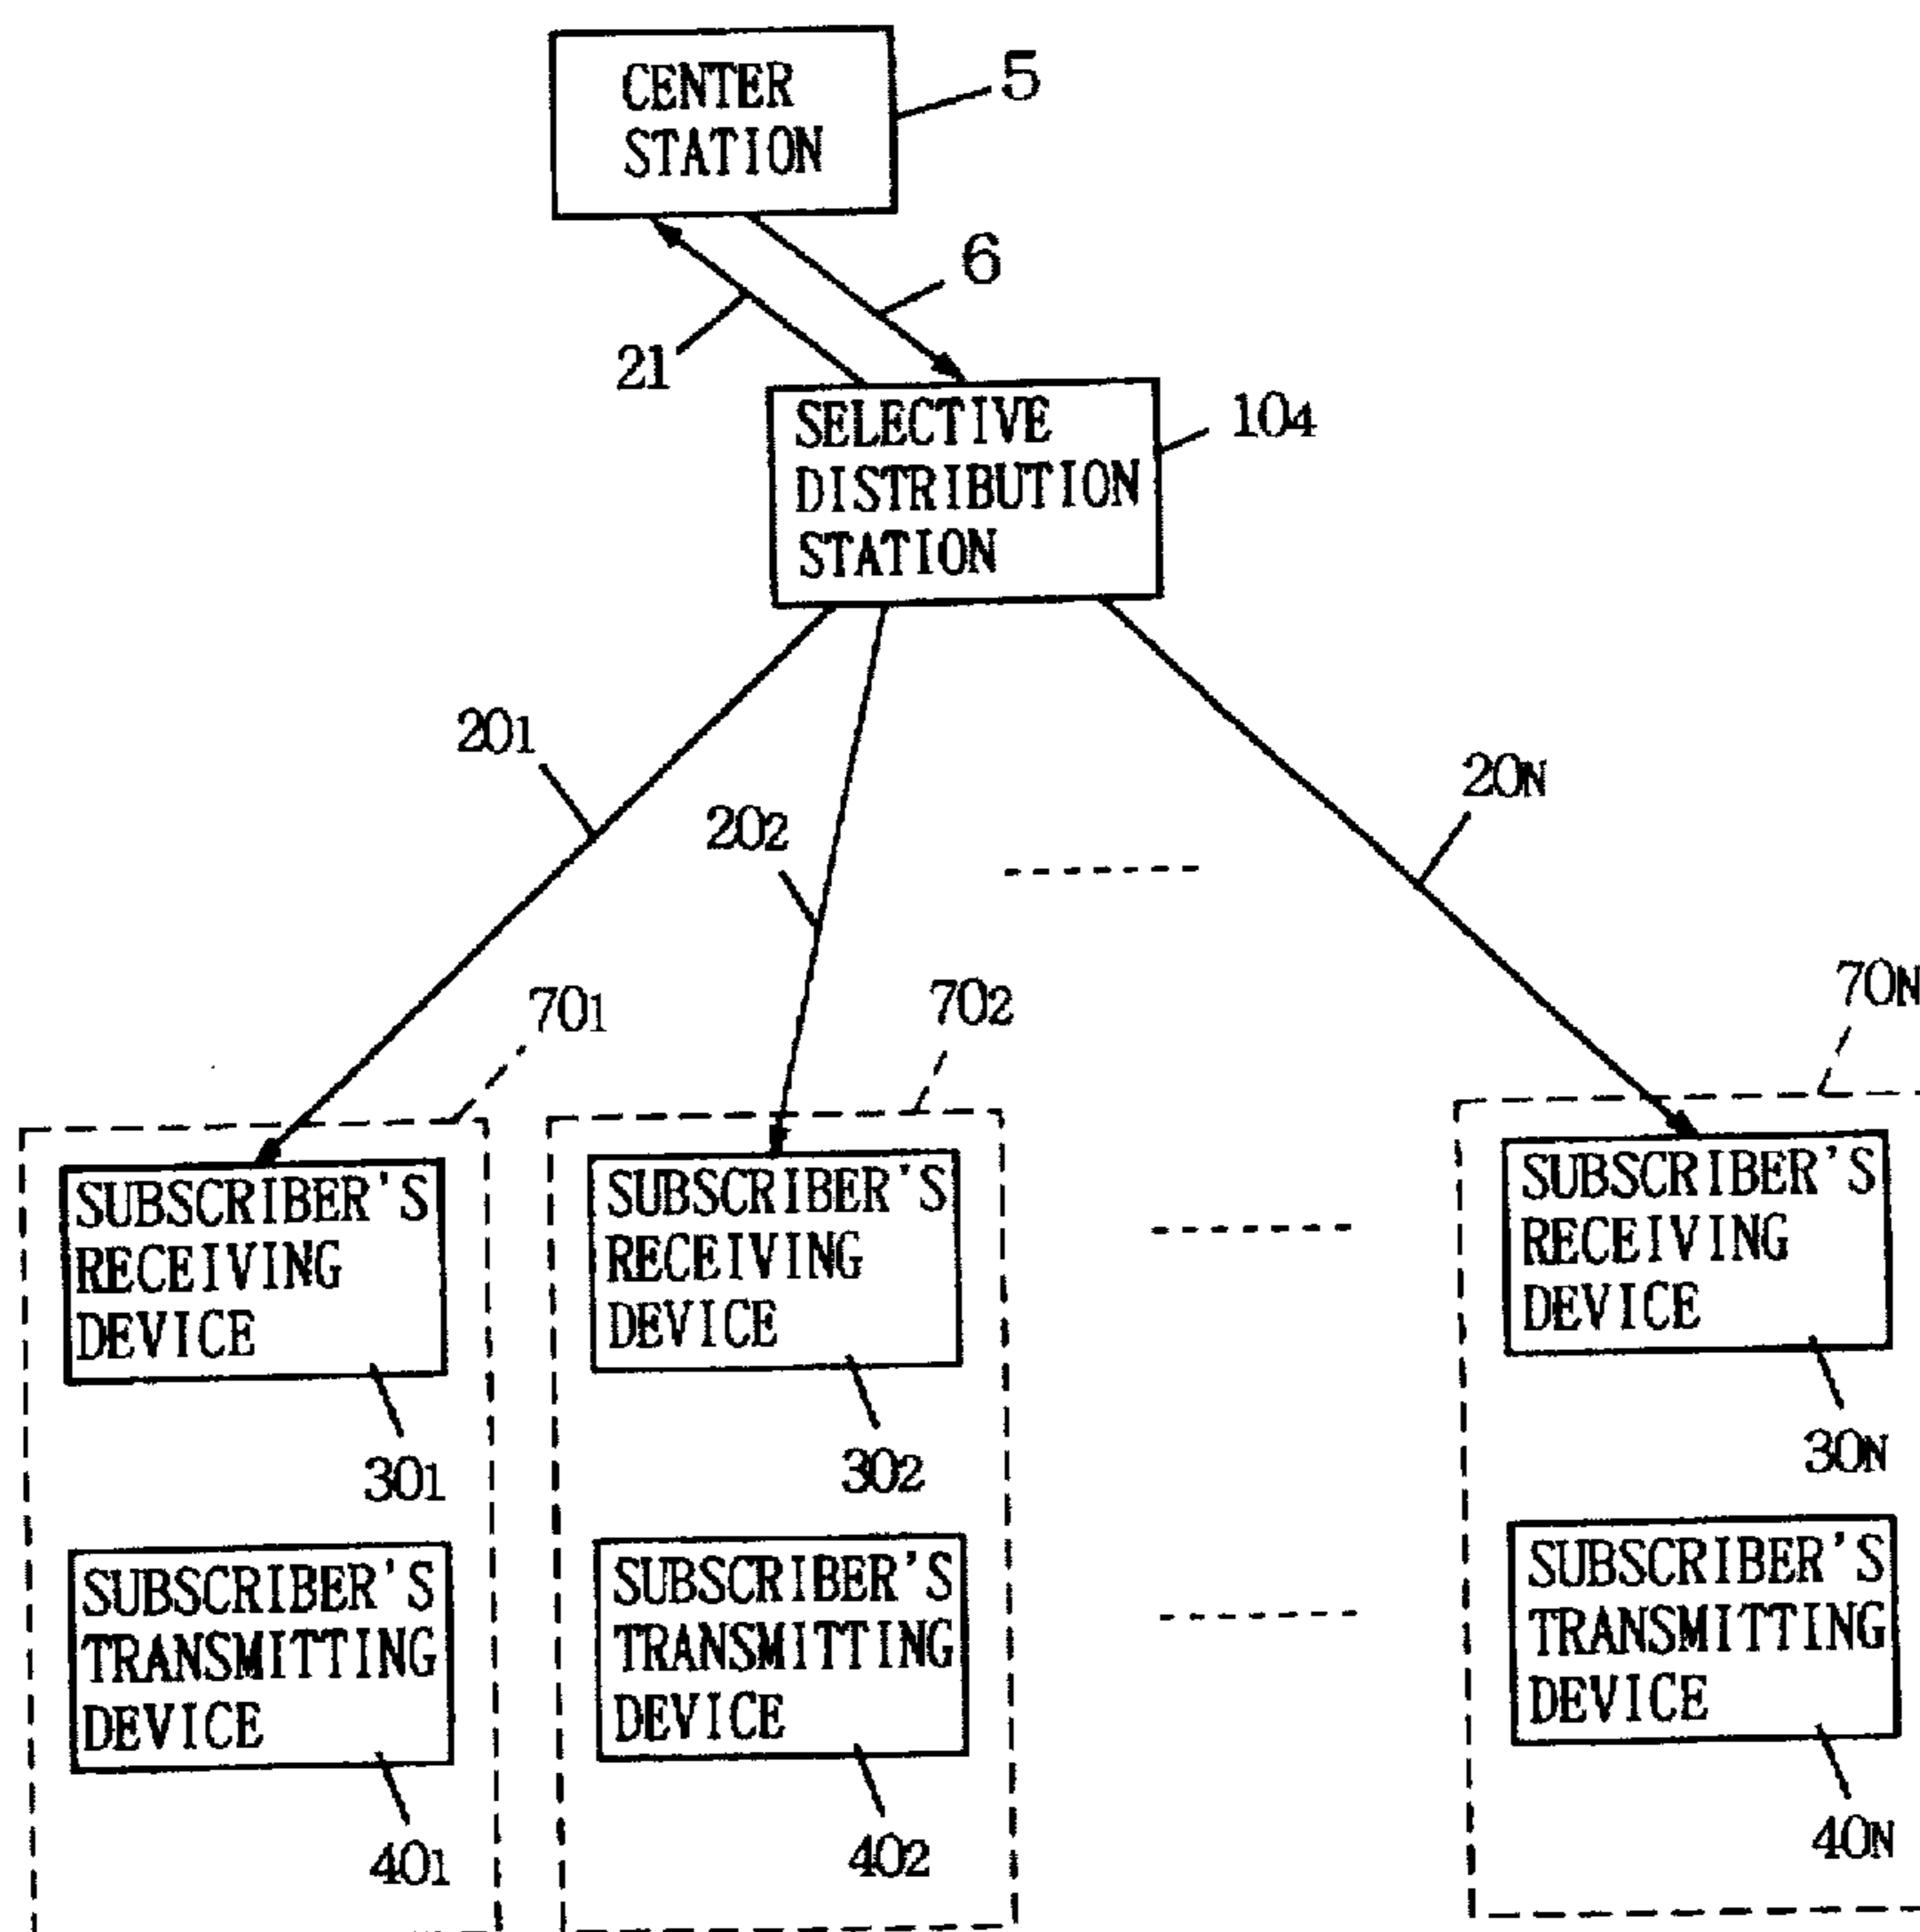 CENTER
STATION
5
6
21
SELECTIVE
DISTRIBUTION
STATION
104
201
202
20N
701
702
70N
SUBSCRIBER'S
RECEIVING
DEVICE
301
SUBSCRIBER'S
RECEIVING
DEVICE
302
SUBSCRIBER'S
RECEIVING
DEVICE
30N
SUBSCRIBER'S
TRANSMITTING
DEVICE
401
SUBSCRIBER'S
TRANSMITTING
DEVICE
402
SUBSCRIBER'S
TRANSMITTING
DEVICE
40N